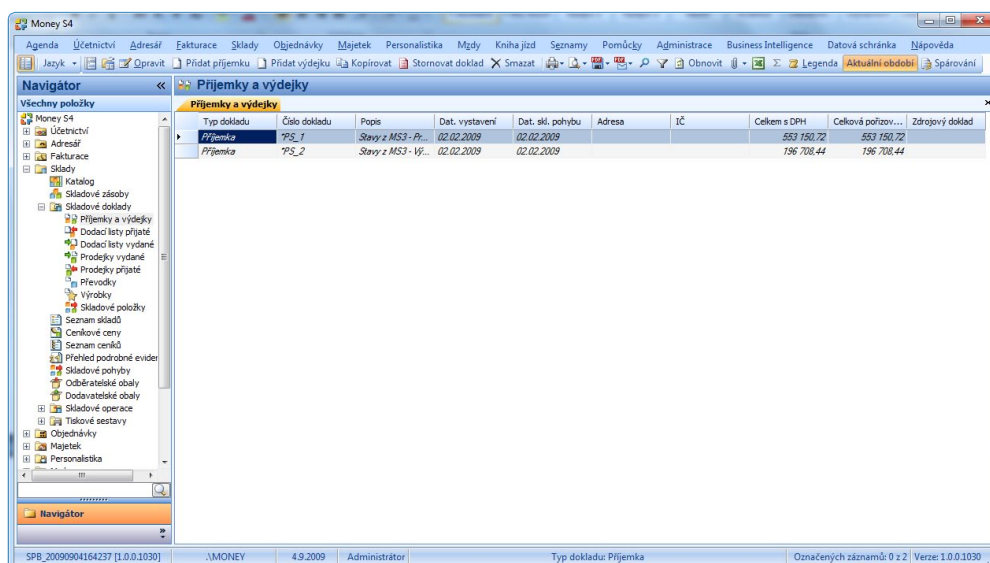 Money S4
Agenda Účetnictví Adresář Fakturace Sklady Objednávky Majetek Personalistika Mzdy Kniha jízd Seznamy Pomůcky Administrace Business Intelligence Datová schránka Nápověda
Jazyk Opravit Přidat příjemku Přidat výdejku Kopírovat Stornovat doklad Smazat Obnovit Legenda Aktuální období Spárování
Navigátor « Příjemky a výdejky
Všechny položky Příjemky a výdejky
Typ dokladu Číslo dokladu Popis Dat. vystavení Dat. skl. pohybu Adresa IČ Celkem s DPH Celková pořizov... Zdrojový doklad
Příjemka *PS_1 Stavy z MS3 - Př... 02.02.2009 02.02.2009 553 150,72 553 150,72
Příjemka *PS_2 Stavy z MS3 - Vý... 02.02.2009 02.02.2009 196 708,44 196 708,44
Money S4
Účetnictví
Adresář
Fakturace
Sklady
Katalog
Skladové zásoby
Skladové doklady
Příjemky a výdejky
Dodací listy přijaté
Dodací listy vydané
Prodejky vydané
Prodejky přijaté
Převodky
Výrobky
Skladové položky
Seznam skladů
Ceníkové ceny
Seznam ceníků
Přehled podrobné eviden
Skladové pohyby
Odběratelské obaly
Dodavatelské obaly
Skladové operace
Tiskové sestavy
Objednávky
Majetek
Personalistika
Navigátor
SPB_20090904164237 [1.0.0.1030] .\MONEY 4.9.2009 Administrátor Typ dokladu: Příjemka Označených záznamů: 0 z 2 Verze: 1.0.0.1030